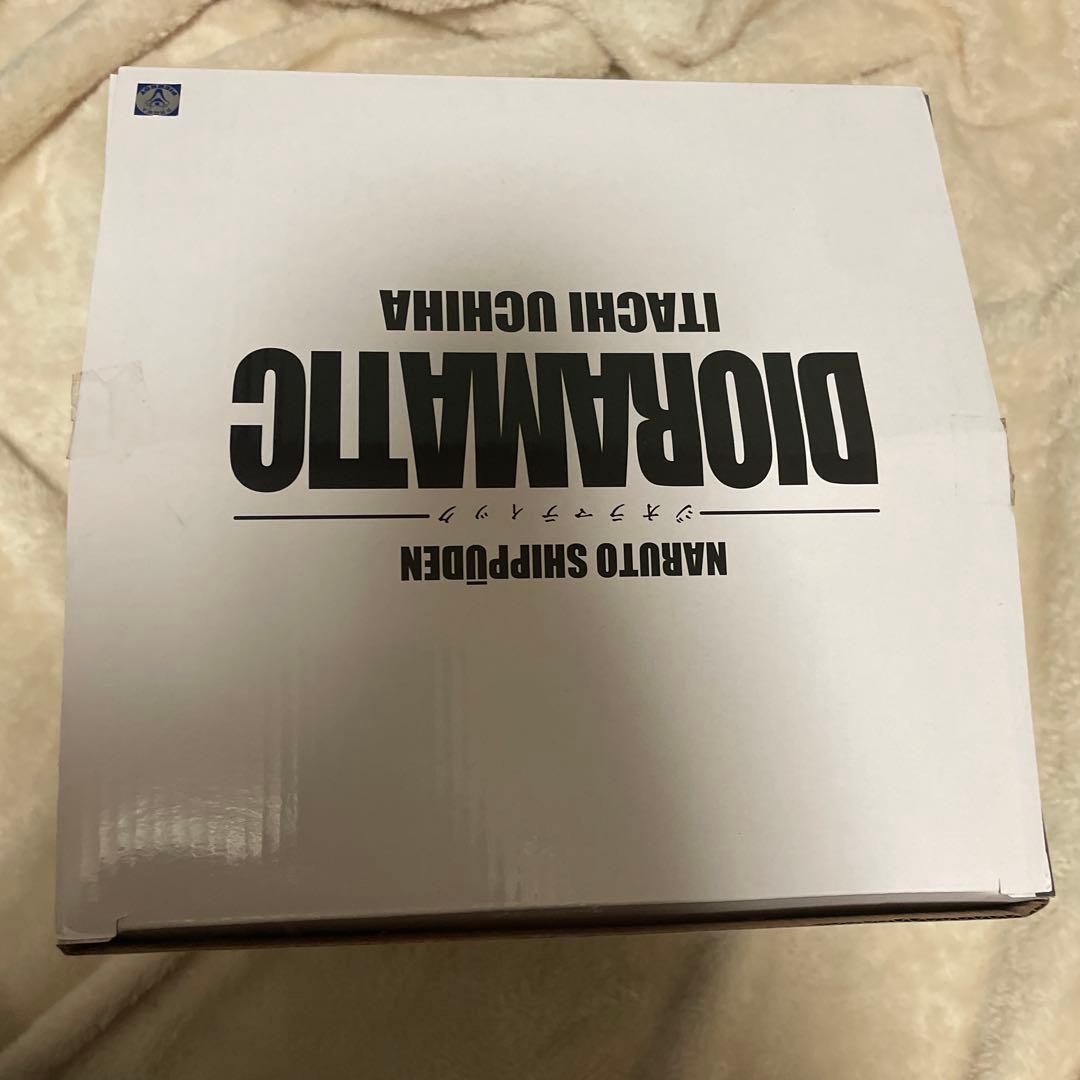 NARUTO SHIPPŪDEN
ジオラマティック
DIORAMATIC
ITACHI UCHIHA